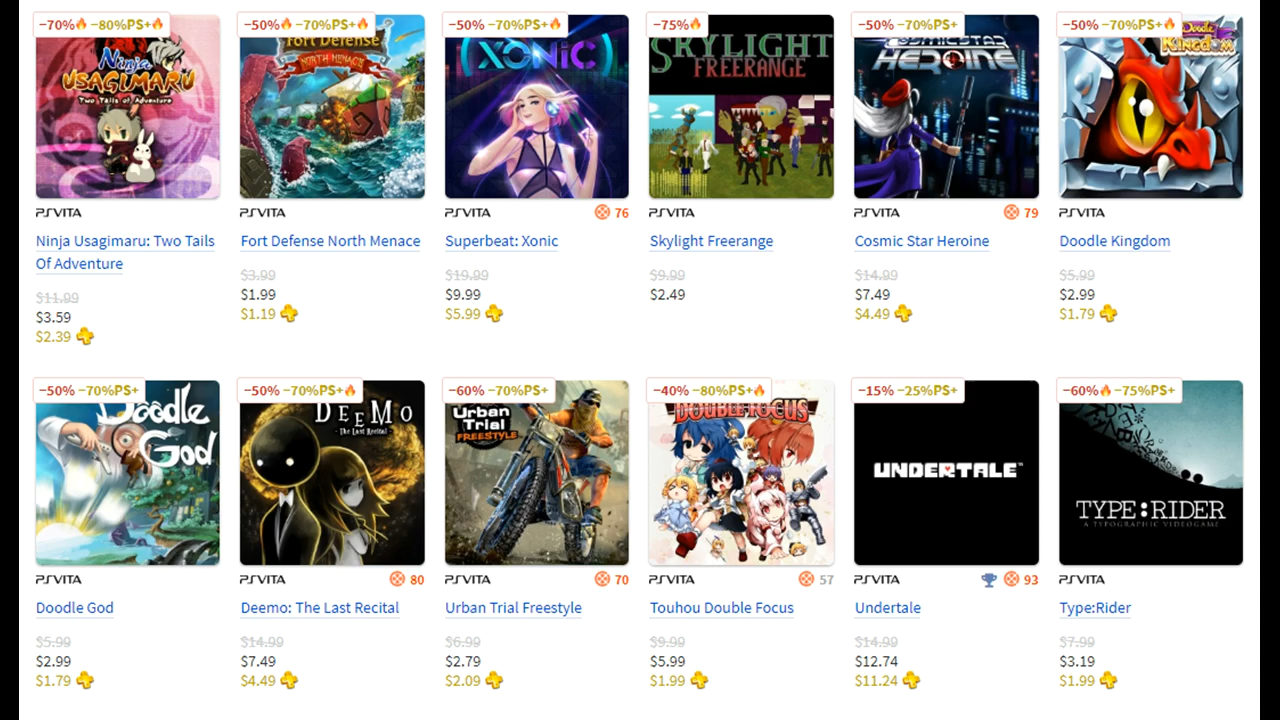 −70% −80%PS+
Ninja
USAGIMARU
Two Tails of Adventure
PSVITA
Ninja Usagimaru: Two Tails
Of Adventure
$11.99
$3.59
$2.39
−50% −70%PS+
Fort Defense
NORTH MENACE
PSVITA
Fort Defense North Menace
$3.99
$1.99
$1.19
−50% −70%PS+
XONiC
PSVITA 76
Superbeat: Xonic
$19.99
$9.99
$5.99
−75%
SKYLIGHT
FREERANGE
PSVITA
Skylight Freerange
$9.99
$2.49
−50% −70%PS+
COSMIC STAR
HEROINE
PSVITA 79
Cosmic Star Heroine
$14.99
$7.49
$4.49
−50% −70%PS+
Doodle
Kingdom
PSVITA
Doodle Kingdom
$5.99
$2.99
$1.79
−50% −70%PS+
Doodle
God
PSVITA
Doodle God
$5.99
$2.99
$1.79
−50% −70%PS+
DEEMO
-The Last Recital-
PSVITA 80
Deemo: The Last Recital
$14.99
$7.49
$4.49
−60% −70%PS+
Urban
Trial
FREESTYLE
PSVITA 70
Urban Trial Freestyle
$6.99
$2.79
$2.09
−40% −80%PS+
DOUBLE FOCUS
PSVITA 57
Touhou Double Focus
$9.99
$5.99
$1.99
−15% −25%PS+
UNDERTALE™
PSVITA 93
Undertale
$14.99
$12.74
$11.24
−60% −75%PS+
TYPE:RIDER
A TYPOGRAPHIC VIDEOGAME
PSVITA
Type:Rider
$7.99
$3.19
$1.99